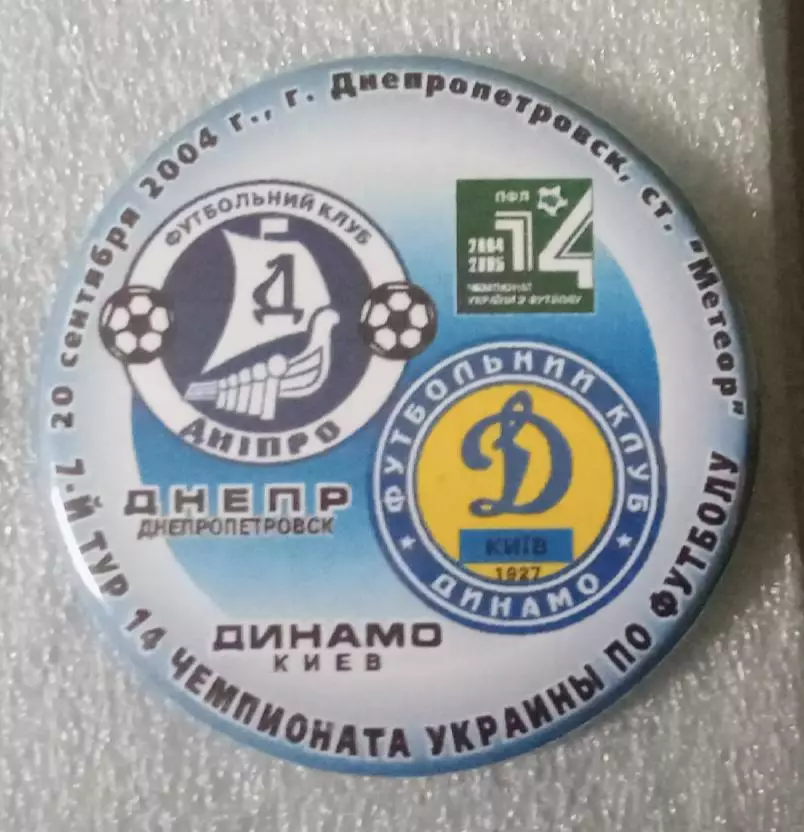 20 сентября 2004 г., г. Днепропетровск, ст. "Метеор"
ФУТБОЛЬНИЙ КЛУБ
Д
ДНІПРО
ПФЛ
2004
2005
14
ЧЕМПІОНАТ
УКРАЇНИ З ФУТБОЛУ
ФУТБОЛЬНИЙ КЛУБ
Д
КИЇВ
1927
ДИНАМО
ДНЕПР
ДНЕПРОПЕТРОВСК
ДИНАМО
КИЕВ
7-Й ТУР 14 ЧЕМПИОНАТА УКРАИНЫ ПО ФУТБОЛУ